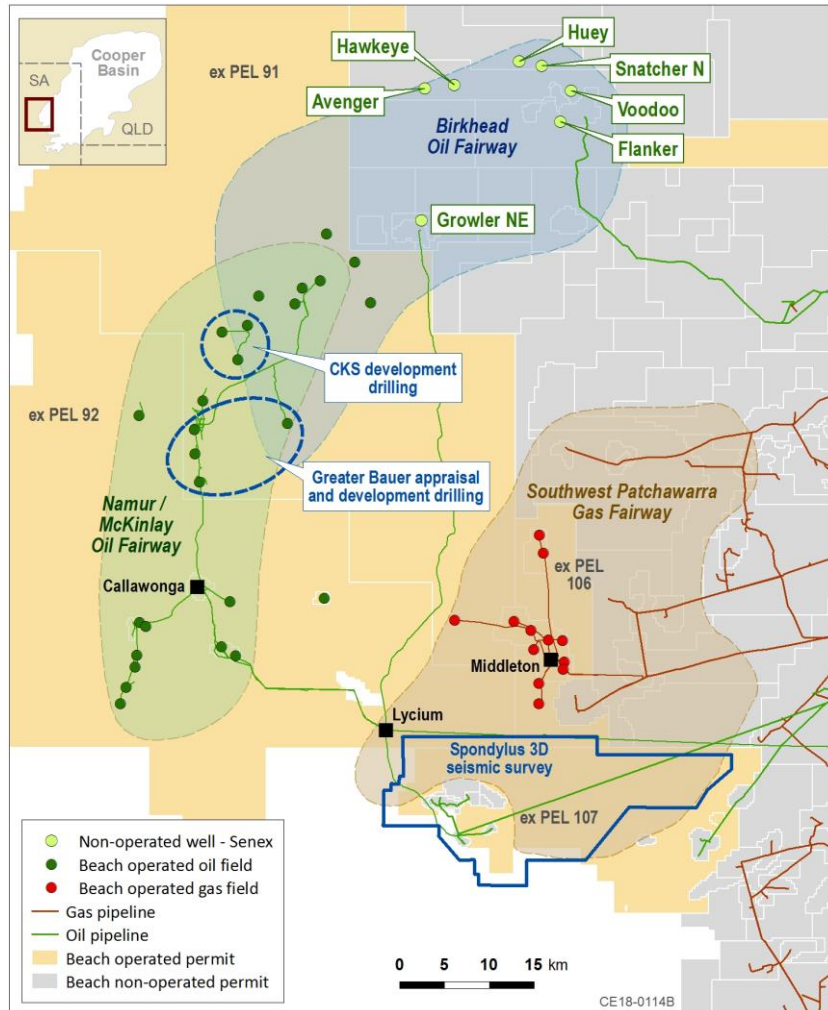 Cooper
Basin
SA
QLD
ex PEL 91
Hawkeye
Huey
Snatcher N
Avenger
Voodoo
Birkhead
Oil Fairway
Flanker
Growler NE
CKS development
drilling
ex PEL 92
Greater Bauer appraisal
and development drilling
Southwest Patchawarra
Gas Fairway
Namur /
McKinlay
Oil Fairway
ex PEL
106
Callawonga
Middleton
Lycium
Spondylus 3D
seismic survey
ex PEL 107
Non-operated well - Senex
Beach operated oil field
Beach operated gas field
Gas pipeline
Oil pipeline
Beach operated permit
Beach non-operated permit
0 5 10 15 km
CE18-0114B